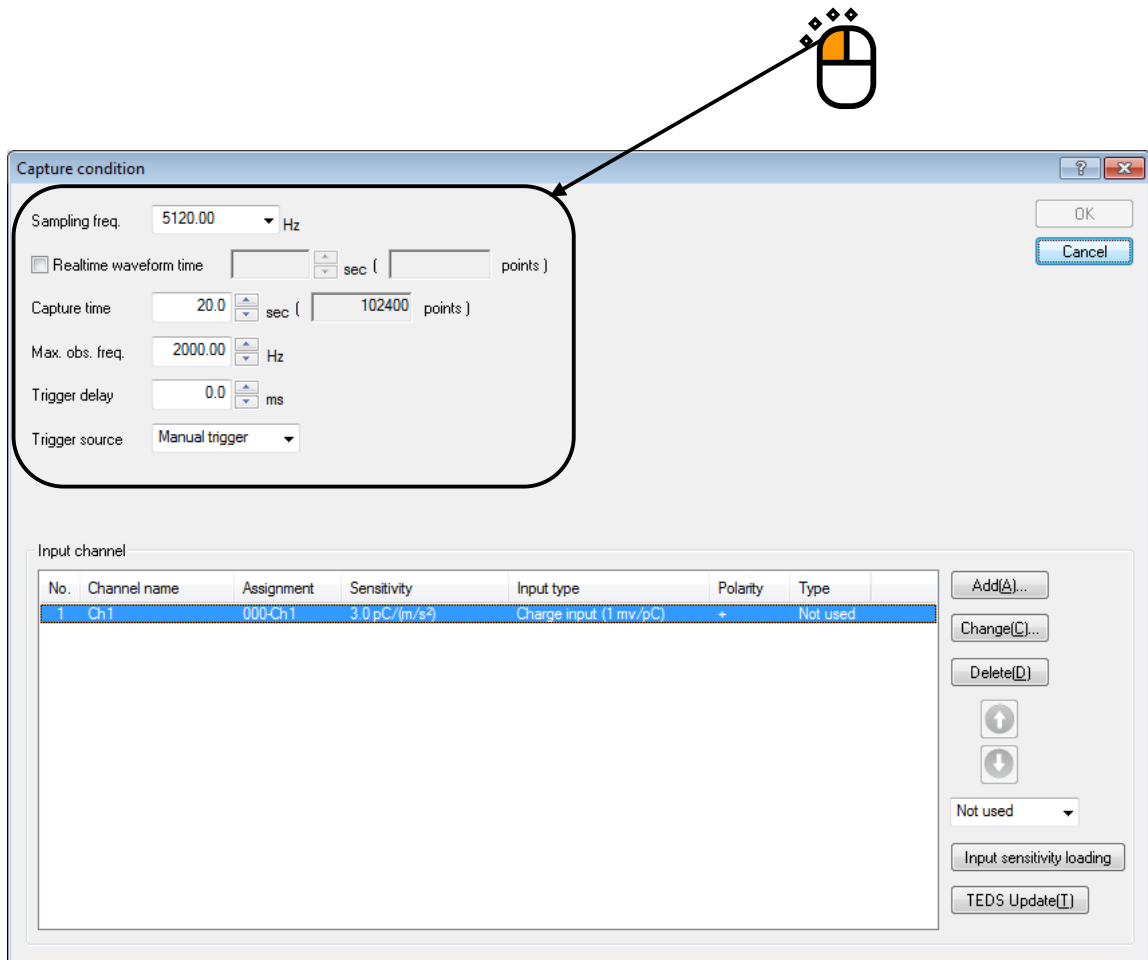 Capture condition
OK
Cancel
Sampling freq. 5120.00 Hz
Realtime waveform time sec ( points )
Capture time 20.0 sec ( 102400 points )
Max. obs. freq. 2000.00 Hz
Trigger delay 0.0 ms
Trigger source Manual trigger
Input channel
No. Channel name Assignment Sensitivity Input type Polarity Type
1 Ch1 000-Ch1 3.0 pC/(m/s²) Charge input (1 mv/pC) + Not used
Add(A)...
Change(C)...
Delete(D)
Not used
Input sensitivity loading
TEDS Update(T)